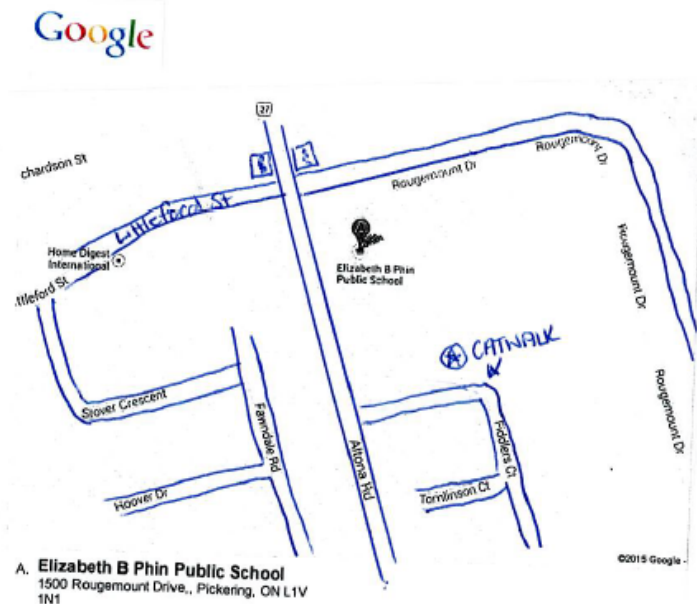 Google
27
chardson St
Rougemount Dr
Rougemount Dr
Littleford St
Home Digest
International
Elizabeth B Phin
Public School
ttleford St
Rougemount Dr
A CATWALK
Stover Crescent
Fawndale Rd
Altona Rd
Fiddlers Ct
Rougemount Dr
Hoover Dr
Tomlinson Ct
©2015 Google -
A. Elizabeth B Phin Public School
1500 Rougemount Drive,, Pickering, ON L1V
1N1